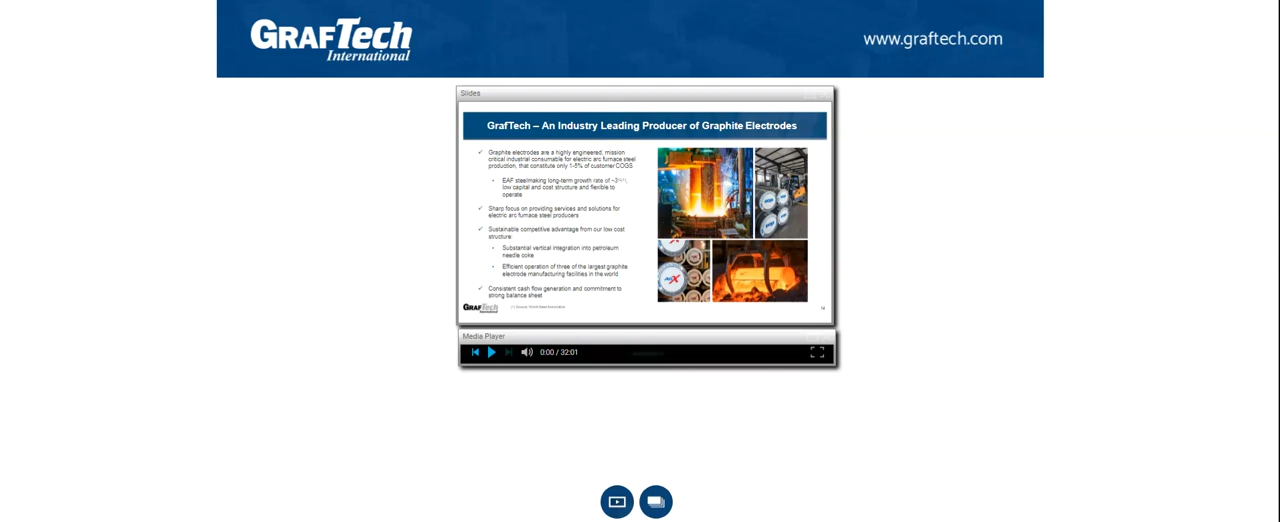 GRAFTECH
International
www.graftech.com
Slides
GrafTech – An Industry Leading Producer of Graphite Electrodes
✓ Graphite electrodes are a highly engineered, mission
critical industrial consumable for electric arc furnace steel
production, that constitute only 1-5% of customer COGS
• EAF steelmaking long-term growth rate of
low capital and cost structure and flexible to
operate
✓ Sharp focus on providing services and solutions for
electric arc furnace steel producers
✓ Sustainable competitive advantage from our low cost
structure:
• Substantial vertical integration into petroleum
needle coke
• Efficient operation of three of the largest graphite
electrode manufacturing facilities in the world
✓ Consistent cash flow generation and commitment to
strong balance sheet
GRAFTECH
International
Media Player
0:00 / 32:01